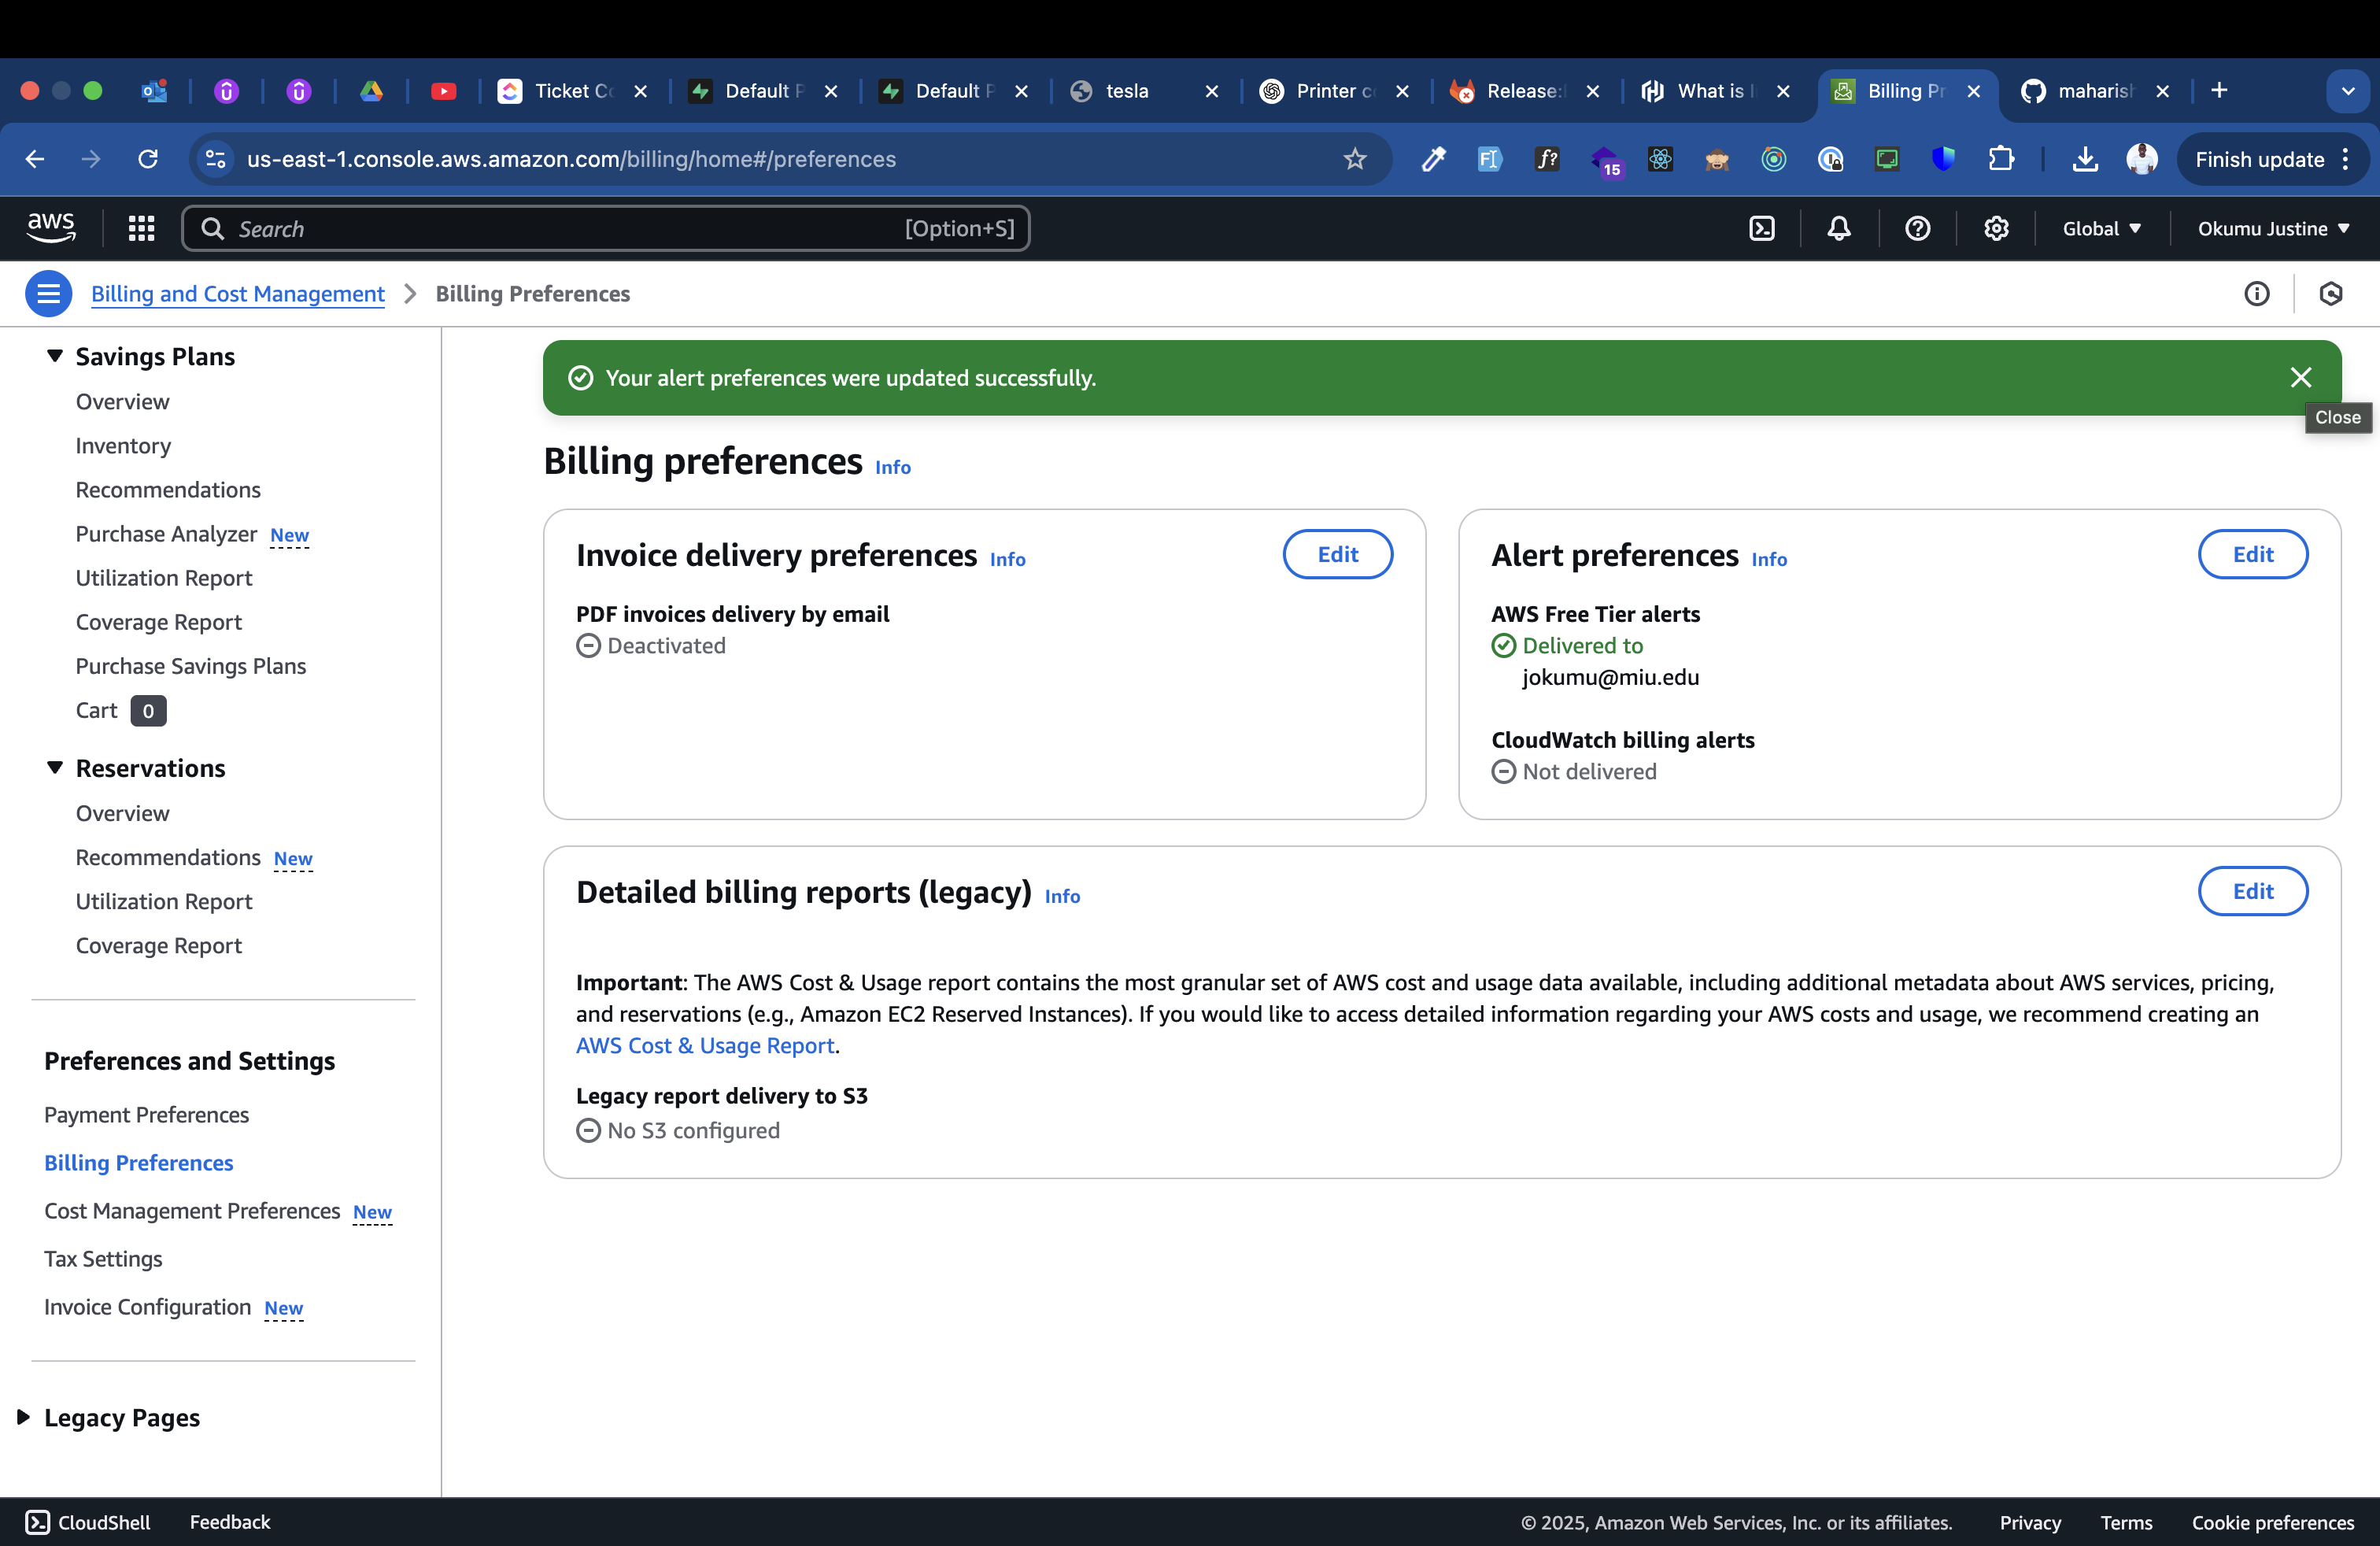 Ticket Co
Default P
Default P
tesla
Printer c
Release:
What is I
Billing Pr
maharish
us-east-1.console.aws.amazon.com/billing/home#/preferences
15
Finish update
aws
Search
[Option+S]
Global
Okumu Justine
Billing and Cost Management
Billing Preferences
Savings Plans
Overview
Inventory
Recommendations
Purchase Analyzer New
Utilization Report
Coverage Report
Purchase Savings Plans
Cart 0
Reservations
Overview
Recommendations New
Utilization Report
Coverage Report
Preferences and Settings
Payment Preferences
Billing Preferences
Cost Management Preferences New
Tax Settings
Invoice Configuration New
Legacy Pages
Your alert preferences were updated successfully.
Close
Billing preferences Info
Invoice delivery preferences Info
Edit
PDF invoices delivery by email
Deactivated
Alert preferences Info
Edit
AWS Free Tier alerts
Delivered to
jokumu@miu.edu
CloudWatch billing alerts
Not delivered
Detailed billing reports (legacy) Info
Edit
Important: The AWS Cost & Usage report contains the most granular set of AWS cost and usage data available, including additional metadata about AWS services, pricing,
and reservations (e.g., Amazon EC2 Reserved Instances). If you would like to access detailed information regarding your AWS costs and usage, we recommend creating an
AWS Cost & Usage Report.
Legacy report delivery to S3
No S3 configured
CloudShell
Feedback
© 2025, Amazon Web Services, Inc. or its affiliates.
Privacy
Terms
Cookie preferences